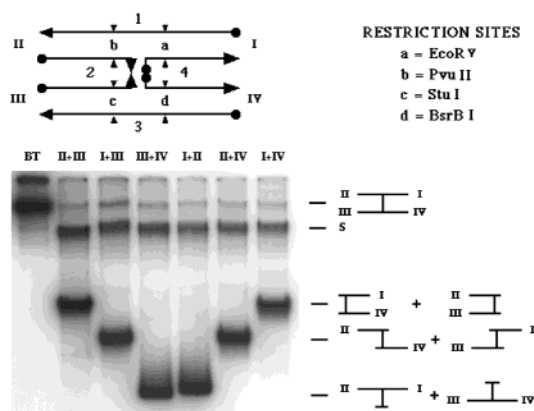 1
II b a I
2 4
III c d IV
3
RESTRICTION SITES
a = EcoR V
b = Pvu II
c = Stu I
d = BsrB I
BT II+III I+III III+IV I+II II+IV I+IV
II I
III IV
S
I II
+
IV III
II I
+
IV III
II I
+
III IV